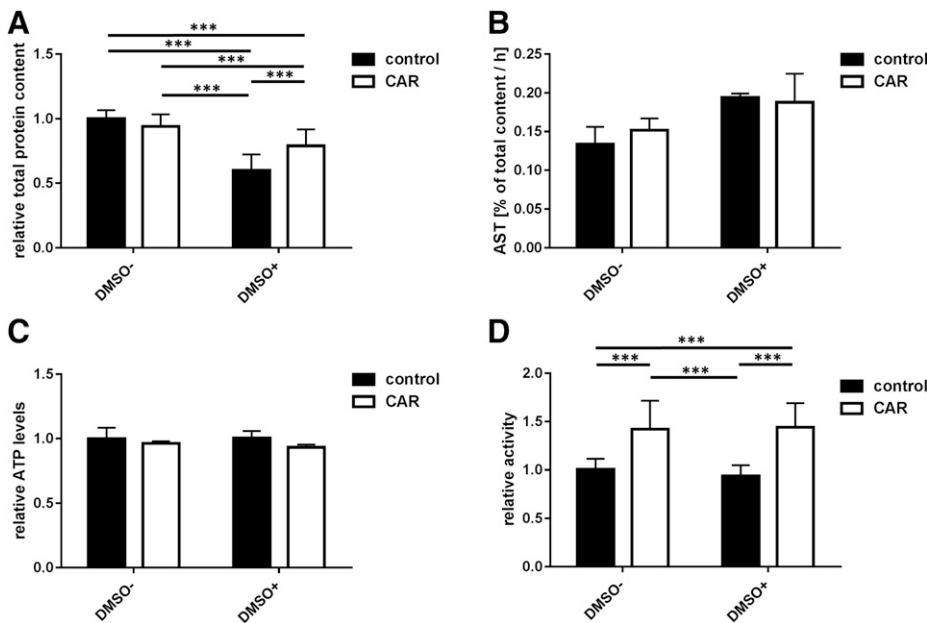 A
relative total protein content
1.5
1.0
0.5
0.0
***
***
***
***
***
DMSO-
DMSO+
control
CAR
B
AST [% of total content / h]
0.25
0.20
0.15
0.10
0.05
0.00
DMSO-
DMSO+
control
CAR
C
relative ATP levels
1.5
1.0
0.5
0.0
DMSO-
DMSO+
control
CAR
D
relative activity
2.0
1.5
1.0
0.5
0.0
***
***
***
***
DMSO-
DMSO+
control
CAR